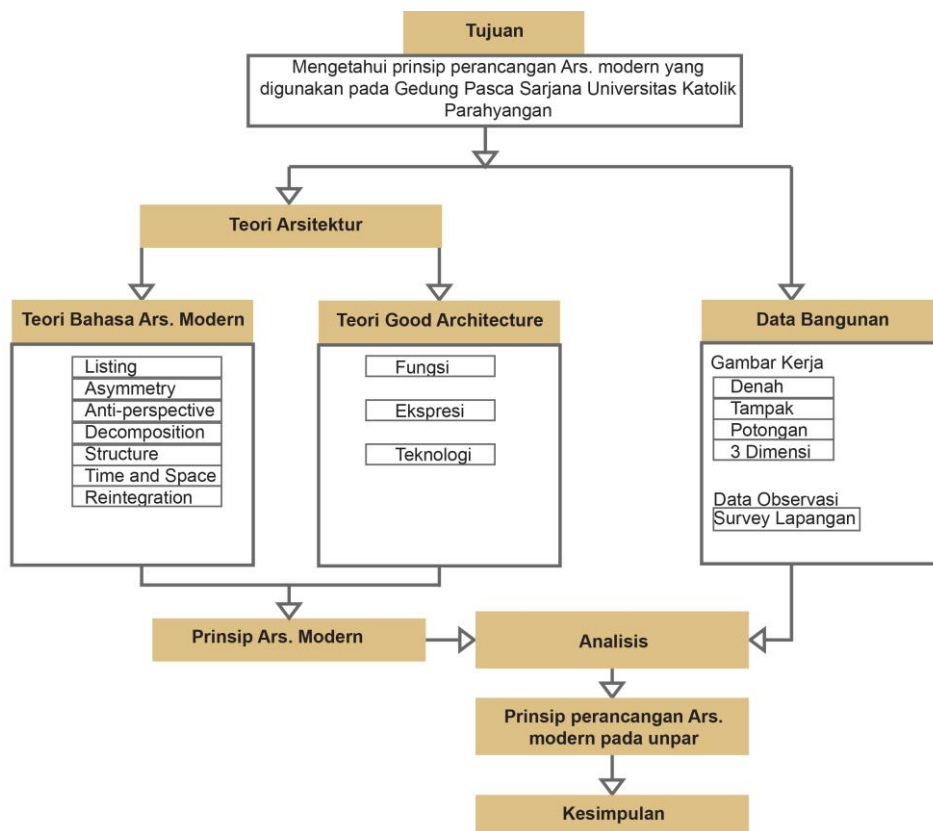 Tujuan
Mengetahui prinsip perancangan Ars. modern yang
digunakan pada Gedung Pasca Sarjana Universitas Katolik
Parahyangan
Teori Arsitektur
Teori Bahasa Ars. Modern
Listing
Asymmetry
Anti-perspective
Decomposition
Structure
Time and Space
Reintegration
Teori Good Architecture
Fungsi
Ekspresi
Teknologi
Data Bangunan
Gambar Kerja
Denah
Tampak
Potongan
3 Dimensi
Data Observasi
Survey Lapangan
Prinsip Ars. Modern
Analisis
Prinsip perancangan Ars.
modern pada unpar
Kesimpulan